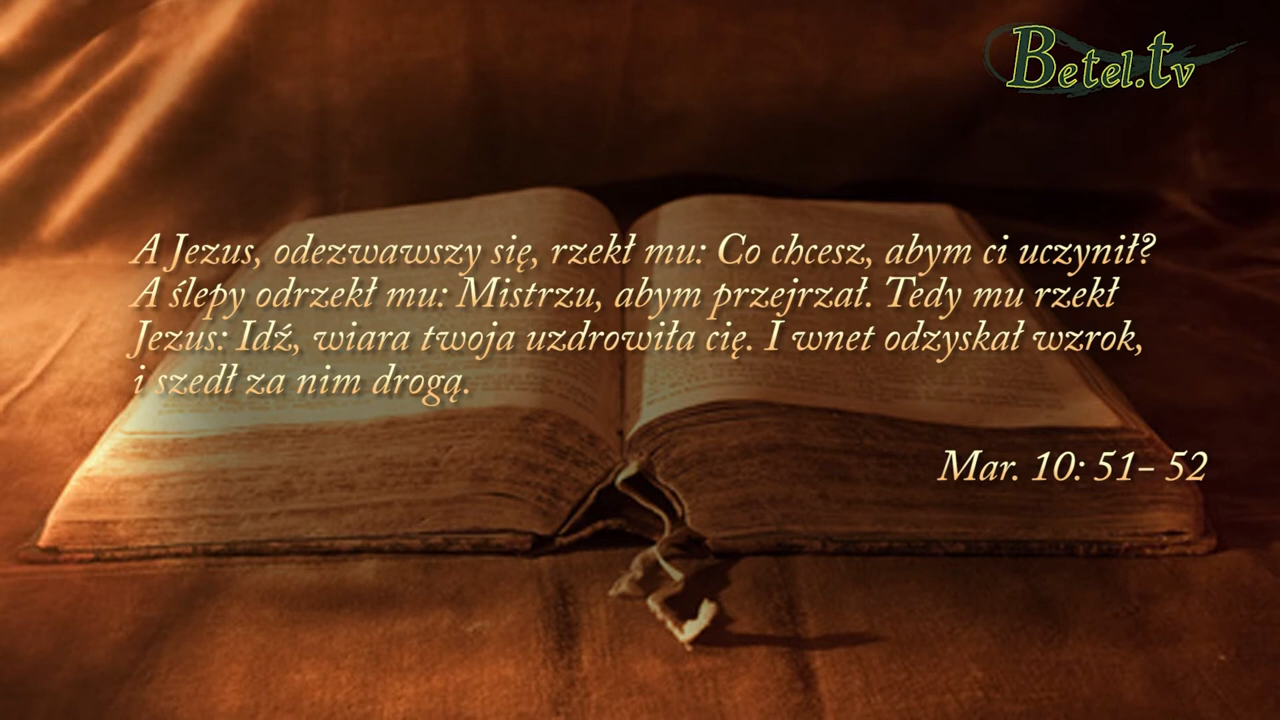 Betel.tv
A Jezus, odezwawszy się, rzekł mu: Co chcesz, abym ci uczynił?
A ślepy odrzekł mu: Mistrzu, abym przejrzał. Tedy mu rzekł
Jezus: Idź, wiara twoja uzdrowiła cię. I wnet odzyskał wzrok,
i szedł za nim drogą.
Mar. 10: 51- 52